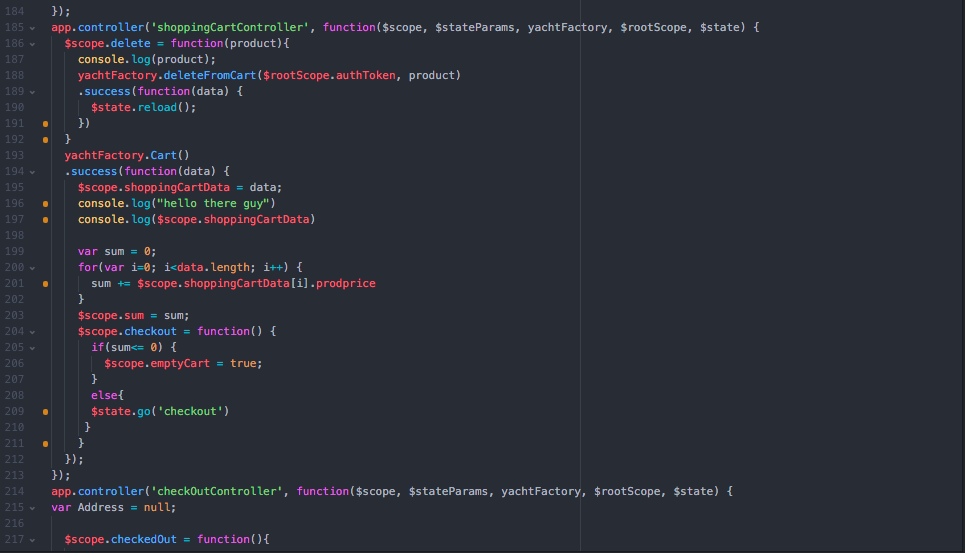 184 });
185 app.controller('shoppingCartController', function($scope, $stateParams, yachtFactory, $rootScope, $state) {
186   $scope.delete = function(product){
187     console.log(product);
188     yachtFactory.deleteFromCart($rootScope.authToken, product)
189     .success(function(data) {
190       $state.reload();
191     })
192   }
193   yachtFactory.Cart()
194   .success(function(data) {
195     $scope.shoppingCartData = data;
196     console.log("hello there guy")
197     console.log($scope.shoppingCartData)
198
199     var sum = 0;
200     for(var i=0; i<data.length; i++) {
201       sum += $scope.shoppingCartData[i].prodprice
202     }
203     $scope.sum = sum;
204     $scope.checkout = function() {
205       if(sum<= 0) {
206         $scope.emptyCart = true;
207       }
208       else{
209       $state.go('checkout')
210      }
211     }
212   });
213 });
214 app.controller('checkOutController', function($scope, $stateParams, yachtFactory, $rootScope, $state) {
215 var Address = null;
216
217   $scope.checkedOut = function(){